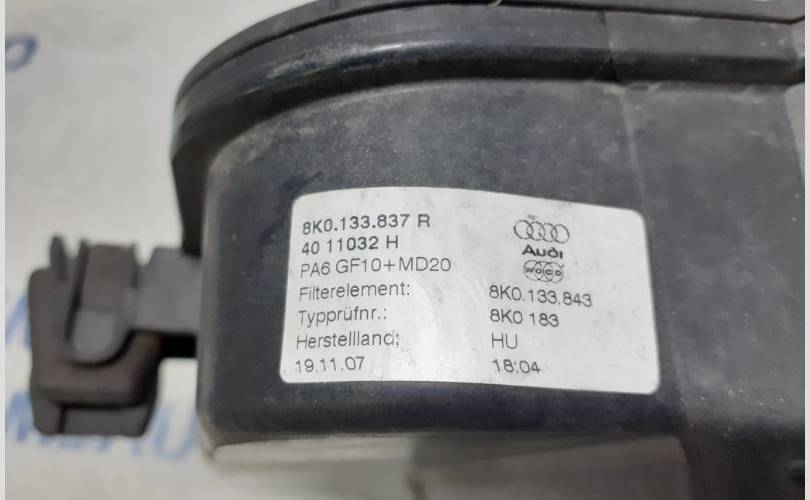 8K0.133.837 R
40 11032 H
PA6 GF10+MD20
Audi
WOCO
Filterelement: 8K0.133.843
Typprüfnr.: 8K0 183
Herstellland: HU
19.11.07 18:04